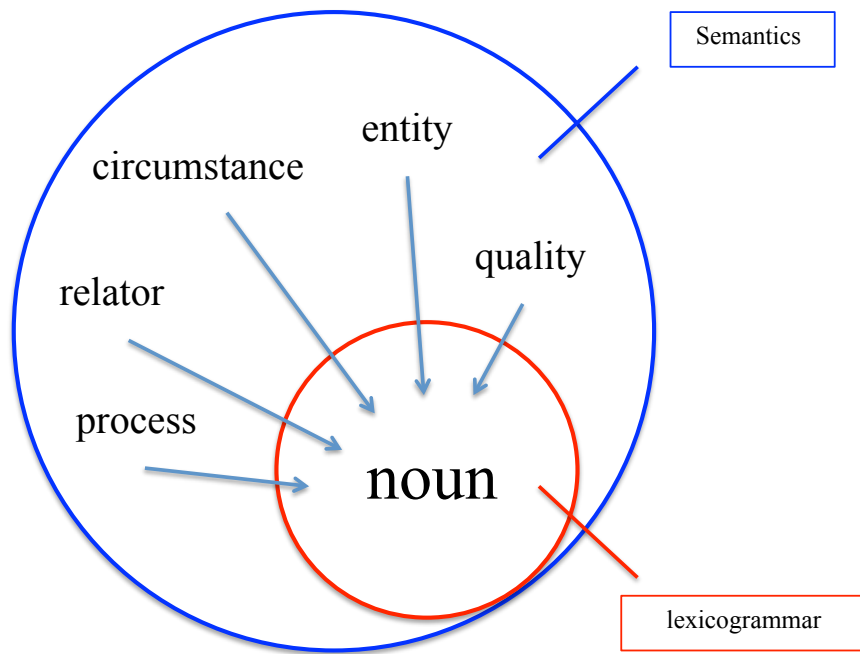 Semantics
entity
circumstance
quality
relator
process
noun
lexicogrammar